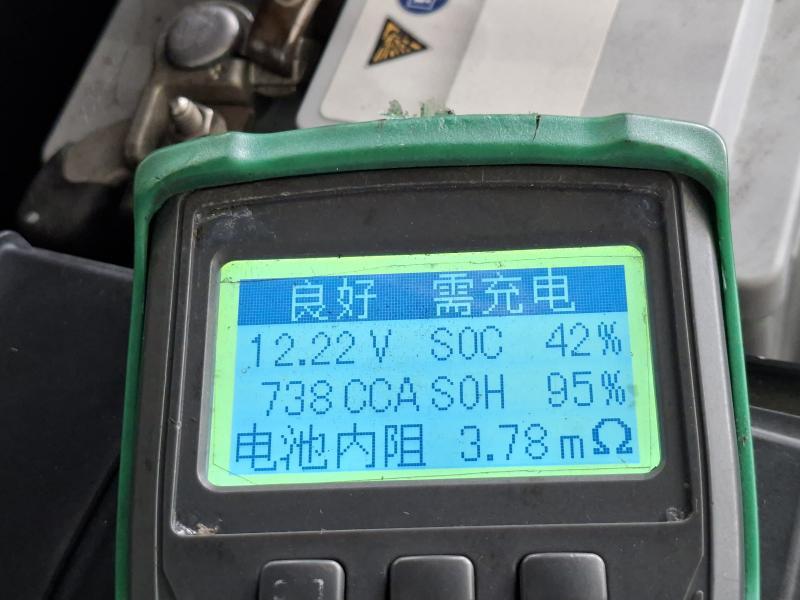 良好 需充电
12.22 V SOC 42%
738 CCA SOH 95%
电池内阻 3.78 mΩ